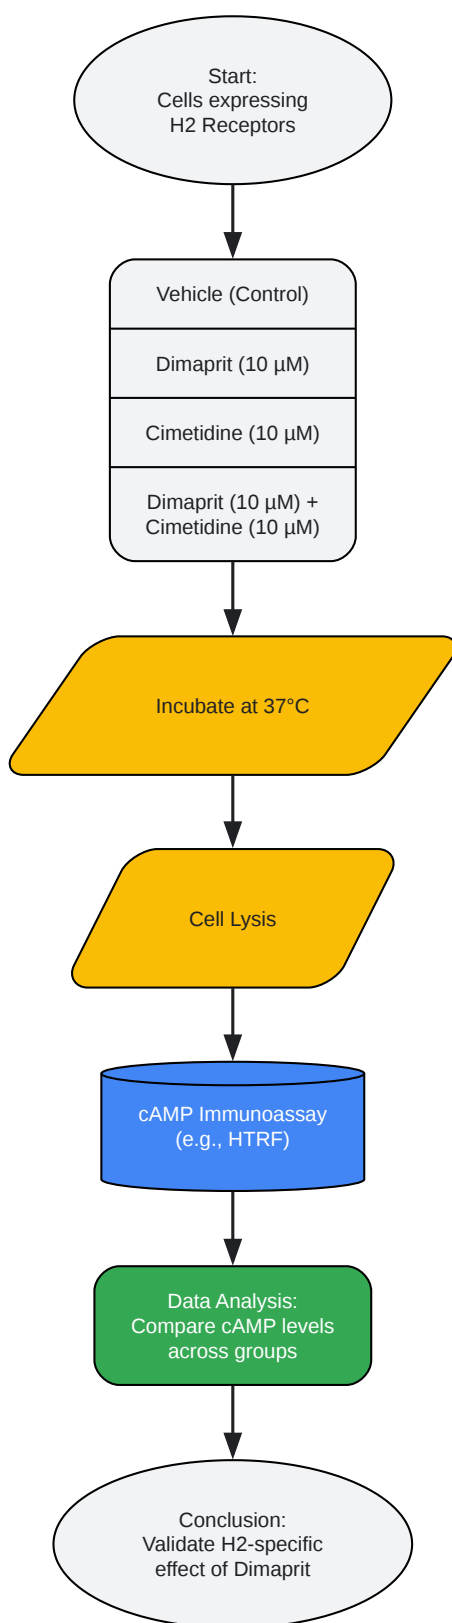 Start:
Cells expressing
H2 Receptors
Vehicle (Control)
Dimaprit (10 µM)
Cimetidine (10 µM)
Dimaprit (10 µM) +
Cimetidine (10 µM)
Incubate at 37°C
Cell Lysis
cAMP Immunoassay
(e.g., HTRF)
Data Analysis:
Compare cAMP levels
across groups
Conclusion:
Validate H2-specific
effect of Dimaprit